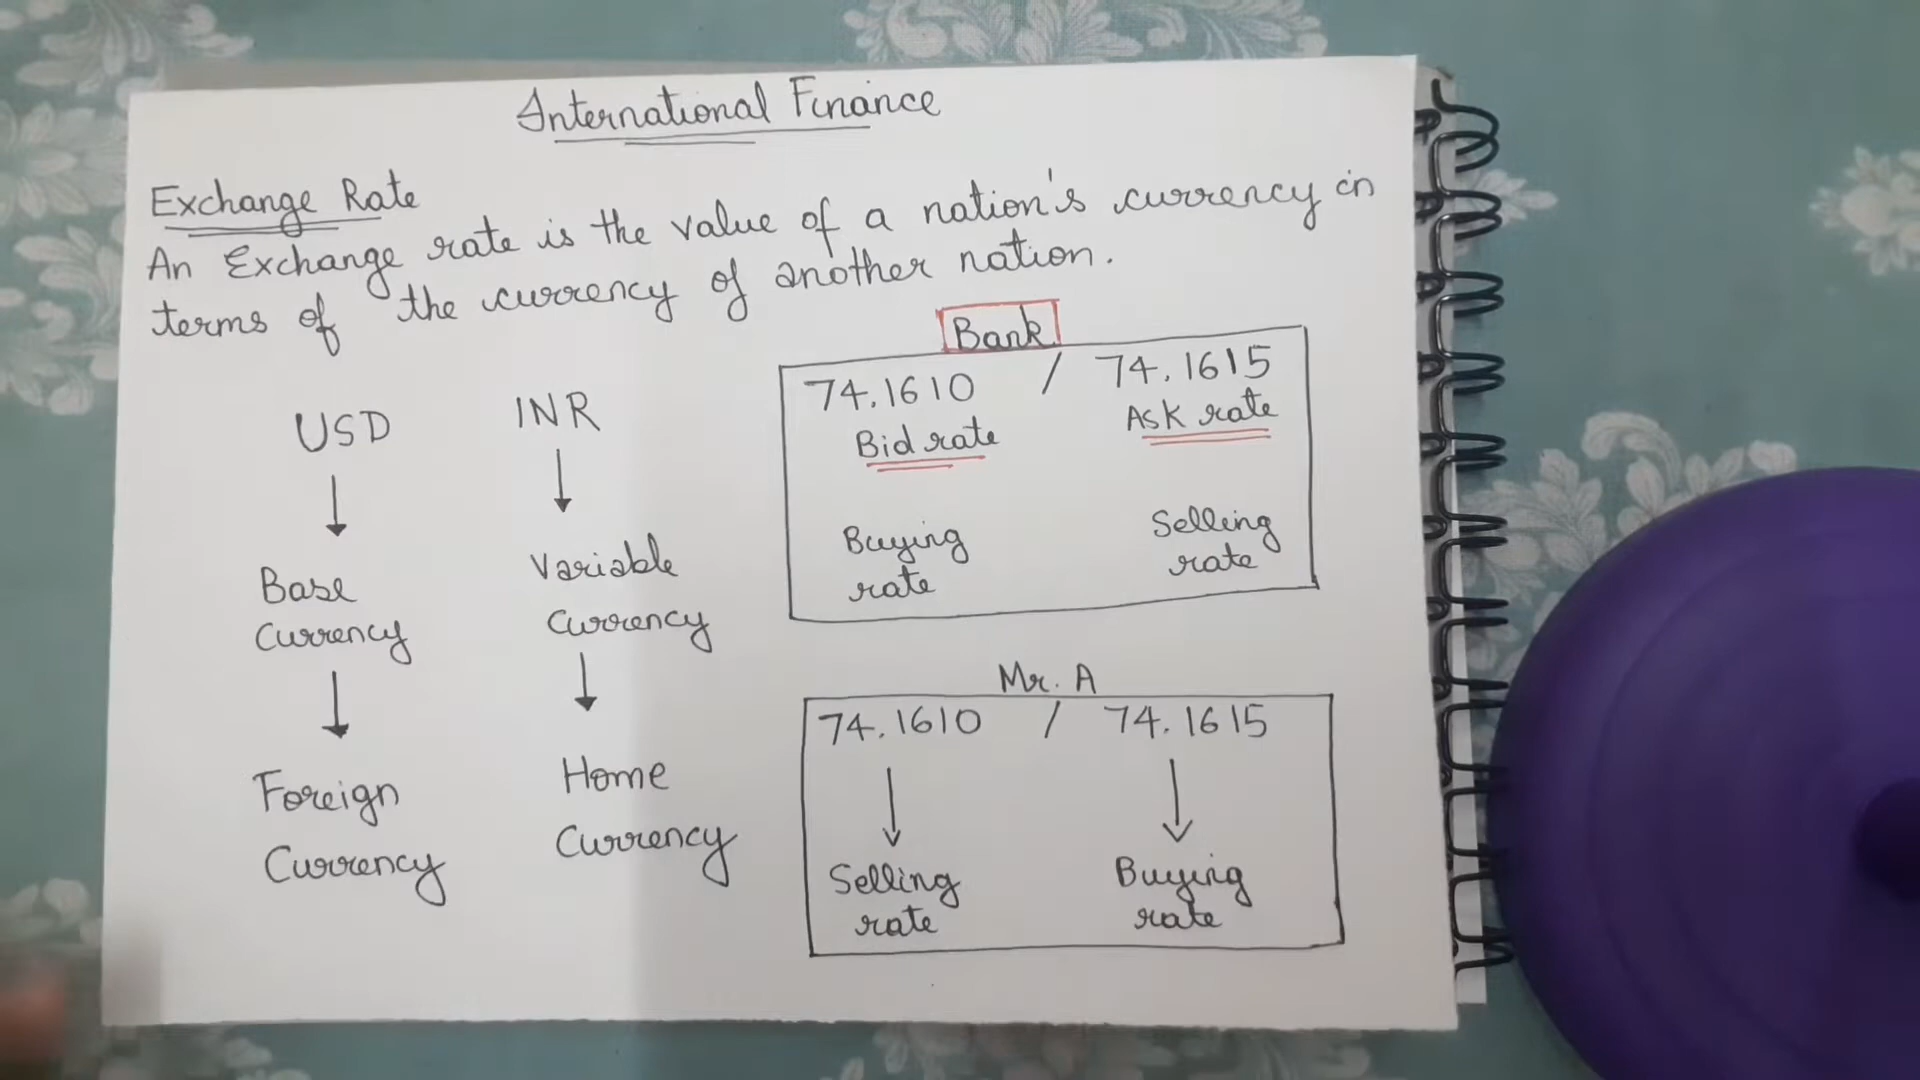 International Finance
Exchange Rate
An Exchange rate is the value of a nation's currency in
terms of the currency of another nation.
USD
INR
Base
Currency
Variable
Currency
Foreign
Currency
Home
Currency
Bank
74.1610 / 74.1615
Bid rate
Ask rate
Buying
rate
Selling
rate
Mr. A
74.1610 / 74.1615
Selling
rate
Buying
rate